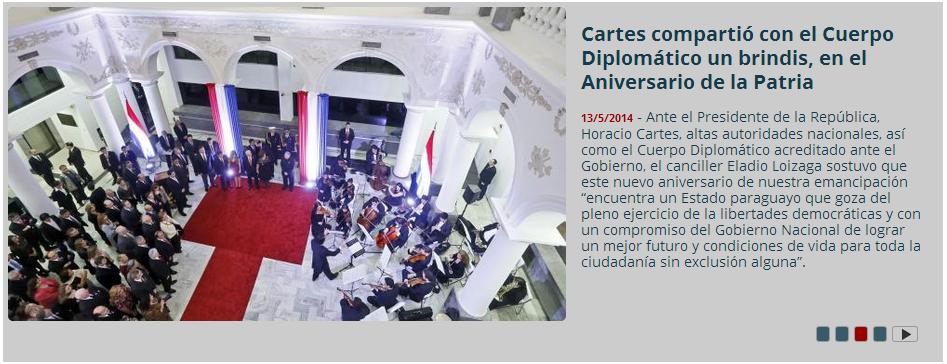 Cartes compartió con el Cuerpo
Diplomático un brindis, en el
Aniversario de la Patria
13/5/2014 - Ante el Presidente de la República,
Horacio Cartes, altas autoridades nacionales, así
como el Cuerpo Diplomático acreditado ante el
Gobierno, el canciller Eladio Loizaga sostuvo que
este nuevo aniversario de nuestra emancipación
“encuentra un Estado paraguayo que goza del
pleno ejercicio de la libertades democráticas y con
un compromiso del Gobierno Nacional de lograr
un mejor futuro y condiciones de vida para toda la
ciudadanía sin exclusión alguna”.